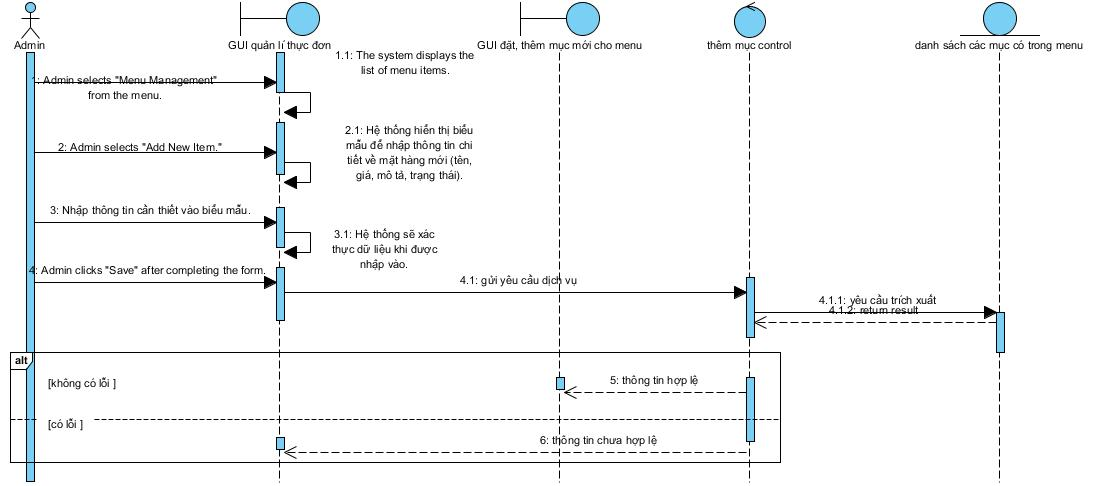 Admin
GUI quản lí thực đơn
GUI đặt, thêm mục mới cho menu
thêm mục control
danh sách các mục có trong menu
1.1: The system displays the
list of menu items.
1: Admin selects "Menu Management"
from the menu.
2.1: Hệ thống hiển thị biểu
mẫu để nhập thông tin chi
tiết về mặt hàng mới (tên,
giá, mô tả, trạng thái).
2: Admin selects "Add New Item."
3: Nhập thông tin cần thiết vào biểu mẫu.
3.1: Hệ thống sẽ xác
thực dữ liệu khi được
nhập vào.
4: Admin clicks "Save" after completing the form.
4.1: gửi yêu cầu dịch vụ
4.1.1: yêu cầu trích xuất
4.1.2: return result
alt
[không có lỗi ]
5: thông tin hợp lệ
[có lỗi ]
6: thông tin chưa hợp lệ